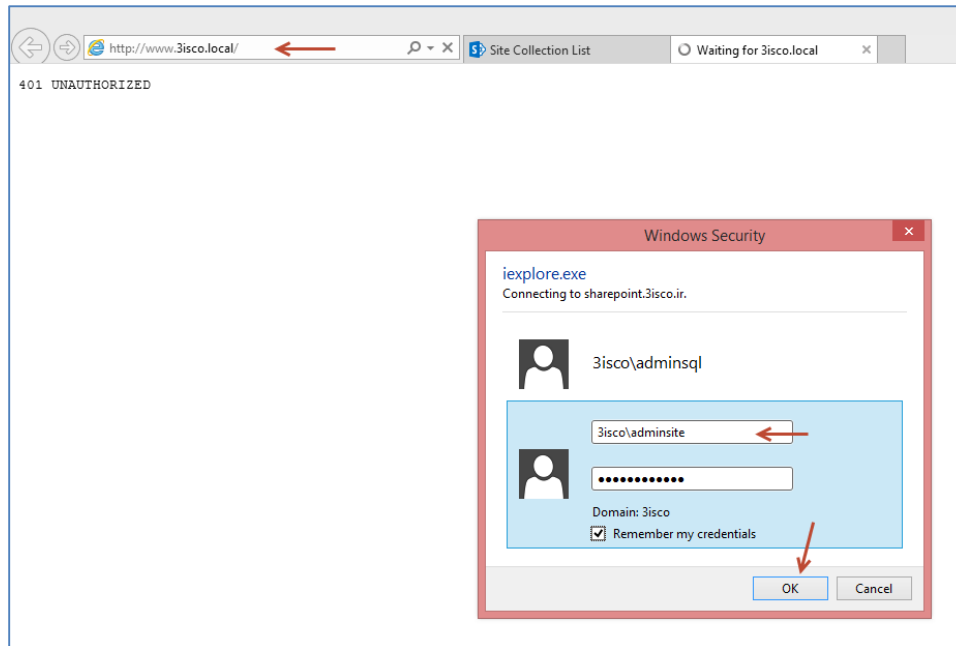 http://www.3isco.local/
Site Collection List
Waiting for 3isco.local
401 UNAUTHORIZED
Windows Security
iexplore.exe
Connecting to sharepoint.3isco.ir.
3isco\adminsql
3isco\adminsite
••••••••••••
Domain: 3isco
Remember my credentials
OK Cancel